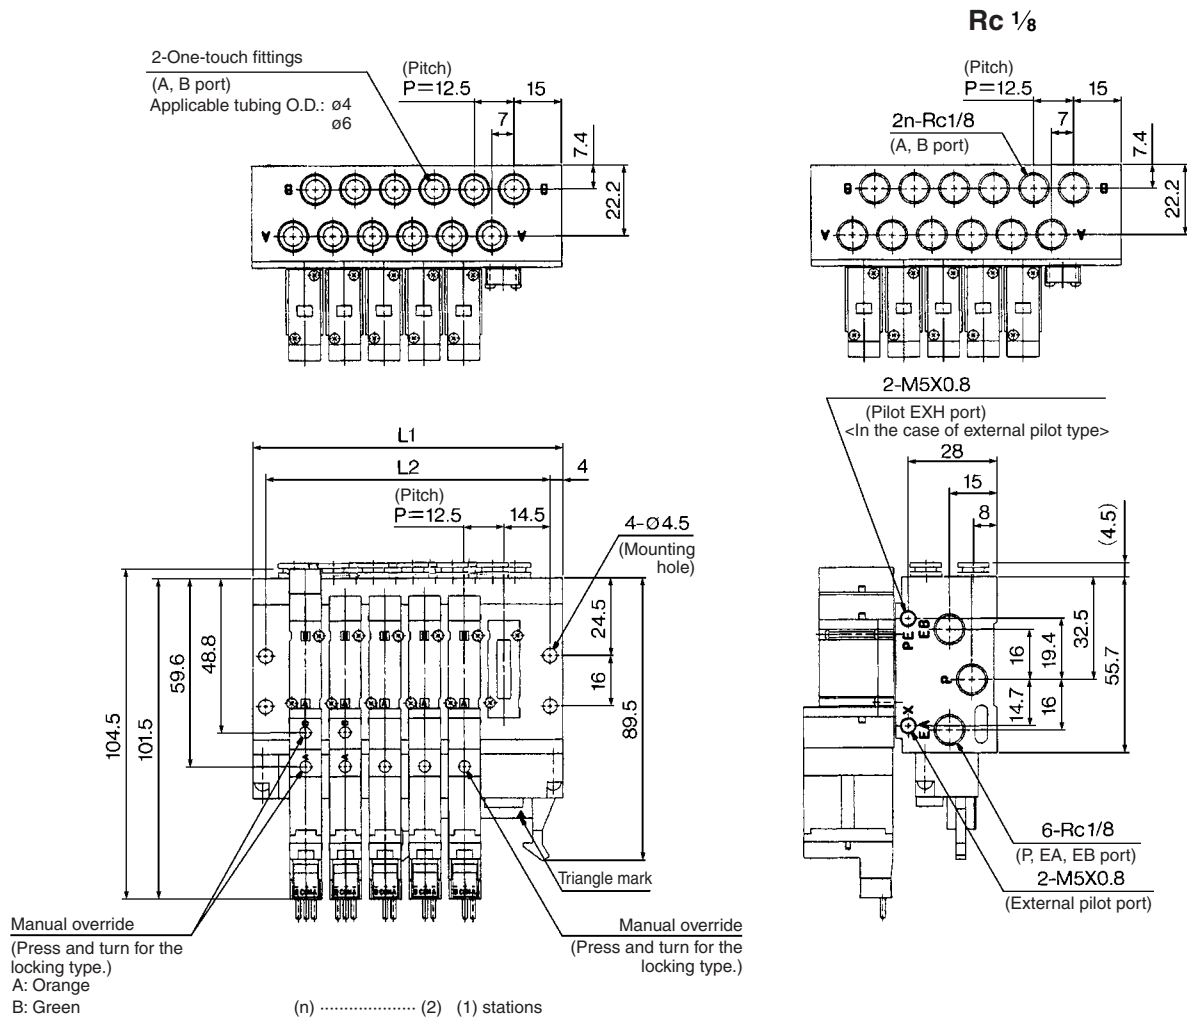 Rc 1/8
2-One-touch fittings
(A, B port)
Applicable tubing O.D.: ø4
ø6
(Pitch)
P=12.5
15
7
7.4
22.2
B
B
A
A
(Pitch)
P=12.5
15
7
7.4
22.2
2n-Rc1/8
(A, B port)
B
B
A
A
2-M5X0.8
(Pilot EXH port)
<In the case of external pilot type>
28
15
8
(4.5)
L1
L2
4
(Pitch)
P=12.5
14.5
4-Ø4.5
(Mounting
hole)
104.5
101.5
59.6
48.8
24.5
16
89.5
B
B
A
A
PE
EB
P
X
EA
16
19.4
32.5
55.7
14.7
16
6-Rc1/8
(P, EA, EB port)
2-M5X0.8
(External pilot port)
Triangle mark
Manual override
(Press and turn for the
locking type.)
A: Orange
B: Green
Manual override
(Press and turn for the
locking type.)
(n) .................... (2) (1) stations